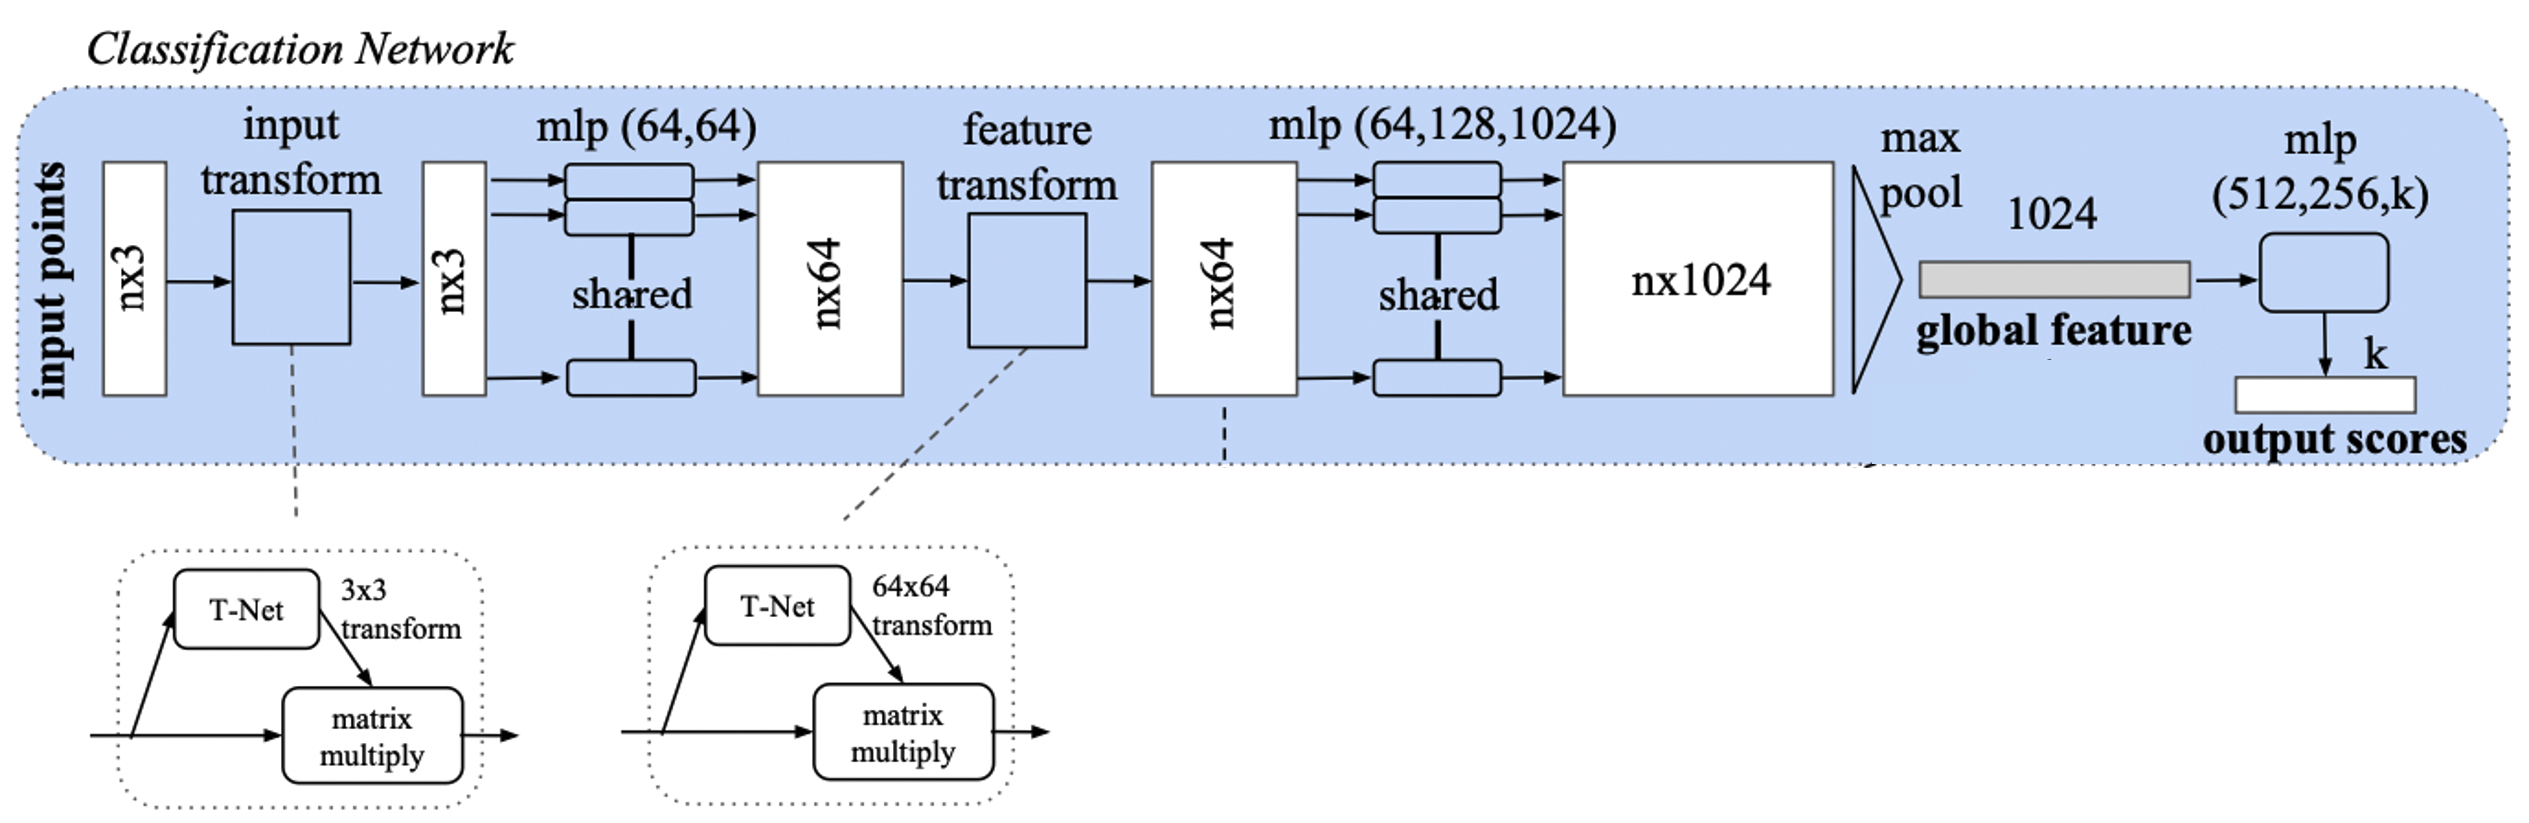 Classification Network
input points
nx3
input
transform
nx3
mlp (64,64)
shared
nx64
feature
transform
nx64
mlp (64,128,1024)
shared
nx1024
max
pool
1024
global feature
mlp
(512,256,k)
k
output scores
T-Net
3x3
transform
matrix
multiply
T-Net
64x64
transform
matrix
multiply